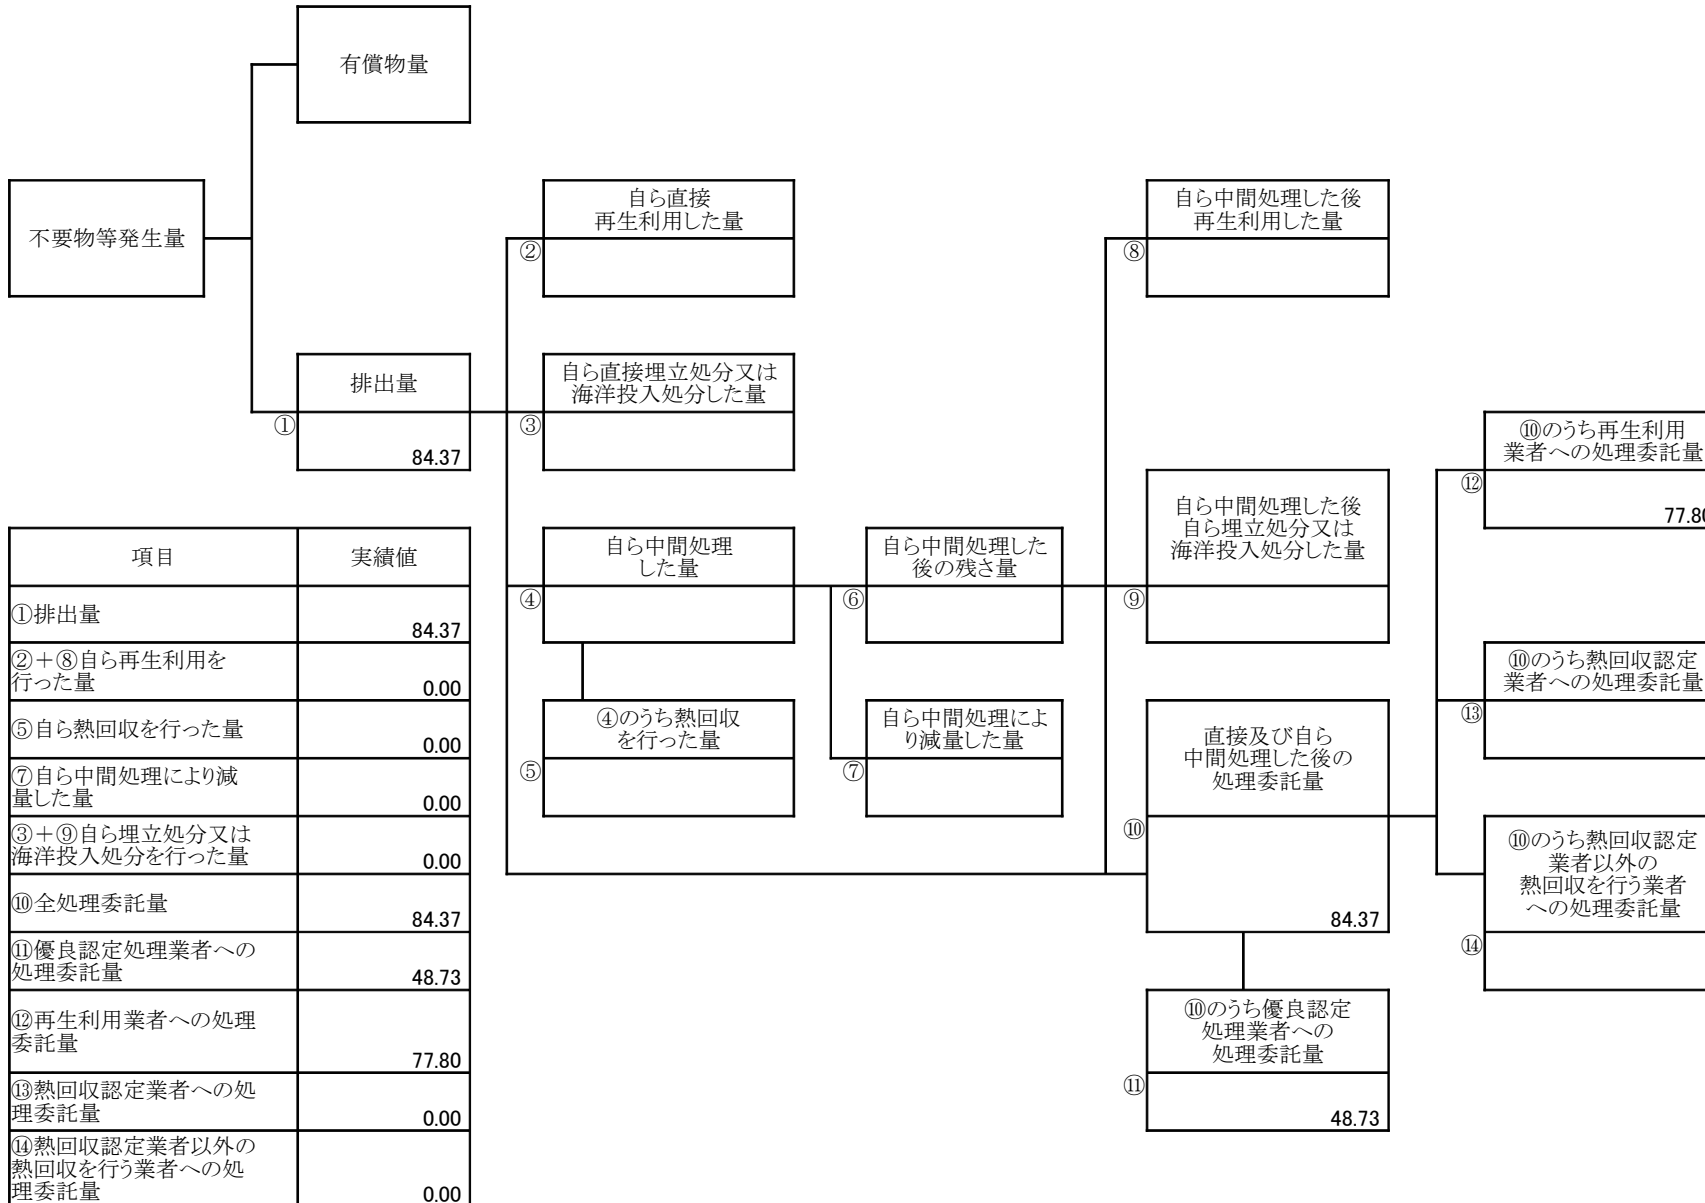 有償物量
不要物等発生量
自ら直接
再生利用した量
②
自ら中間処理した後
再生利用した量
⑧
排出量
①
84.37
自ら直接埋立処分又は
海洋投入処分した量
③
⑩のうち再生利用
業者への処理委託量
⑫
77.80
自ら中間処理
した量
④
自ら中間処理した
後の残さ量
⑥
自ら中間処理した後
自ら埋立処分又は
海洋投入処分した量
⑨
⑩のうち熱回収認定
業者への処理委託量
⑬
④のうち熱回収
を行った量
⑤
自ら中間処理によ
り減量した量
⑦
直接及び自ら
中間処理した後の
処理委託量
⑩
84.37
⑩のうち熱回収認定
業者以外の
熱回収を行う業者
への処理委託量
⑭
⑩のうち優良認定
処理業者への
処理委託量
⑪
48.73
項目 実績値
①排出量
84.37
②+⑧自ら再生利用を
行った量
0.00
⑤自ら熱回収を行った量
0.00
⑦自ら中間処理により減
量した量
0.00
③+⑨自ら埋立処分又は
海洋投入処分を行った量
0.00
⑩全処理委託量
84.37
⑪優良認定処理業者への
処理委託量
48.73
⑫再生利用業者への処理
委託量
77.80
⑬熱回収認定業者への処
理委託量
0.00
⑭熱回収認定業者以外の
熱回収を行う業者への処
理委託量
0.00